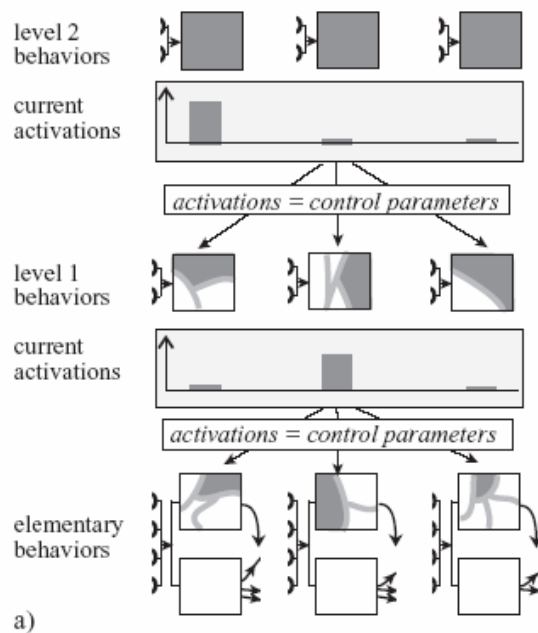 level 2
behaviors
current
activations
activations = control parameters
level 1
behaviors
current
activations
activations = control parameters
elementary
behaviors
a)